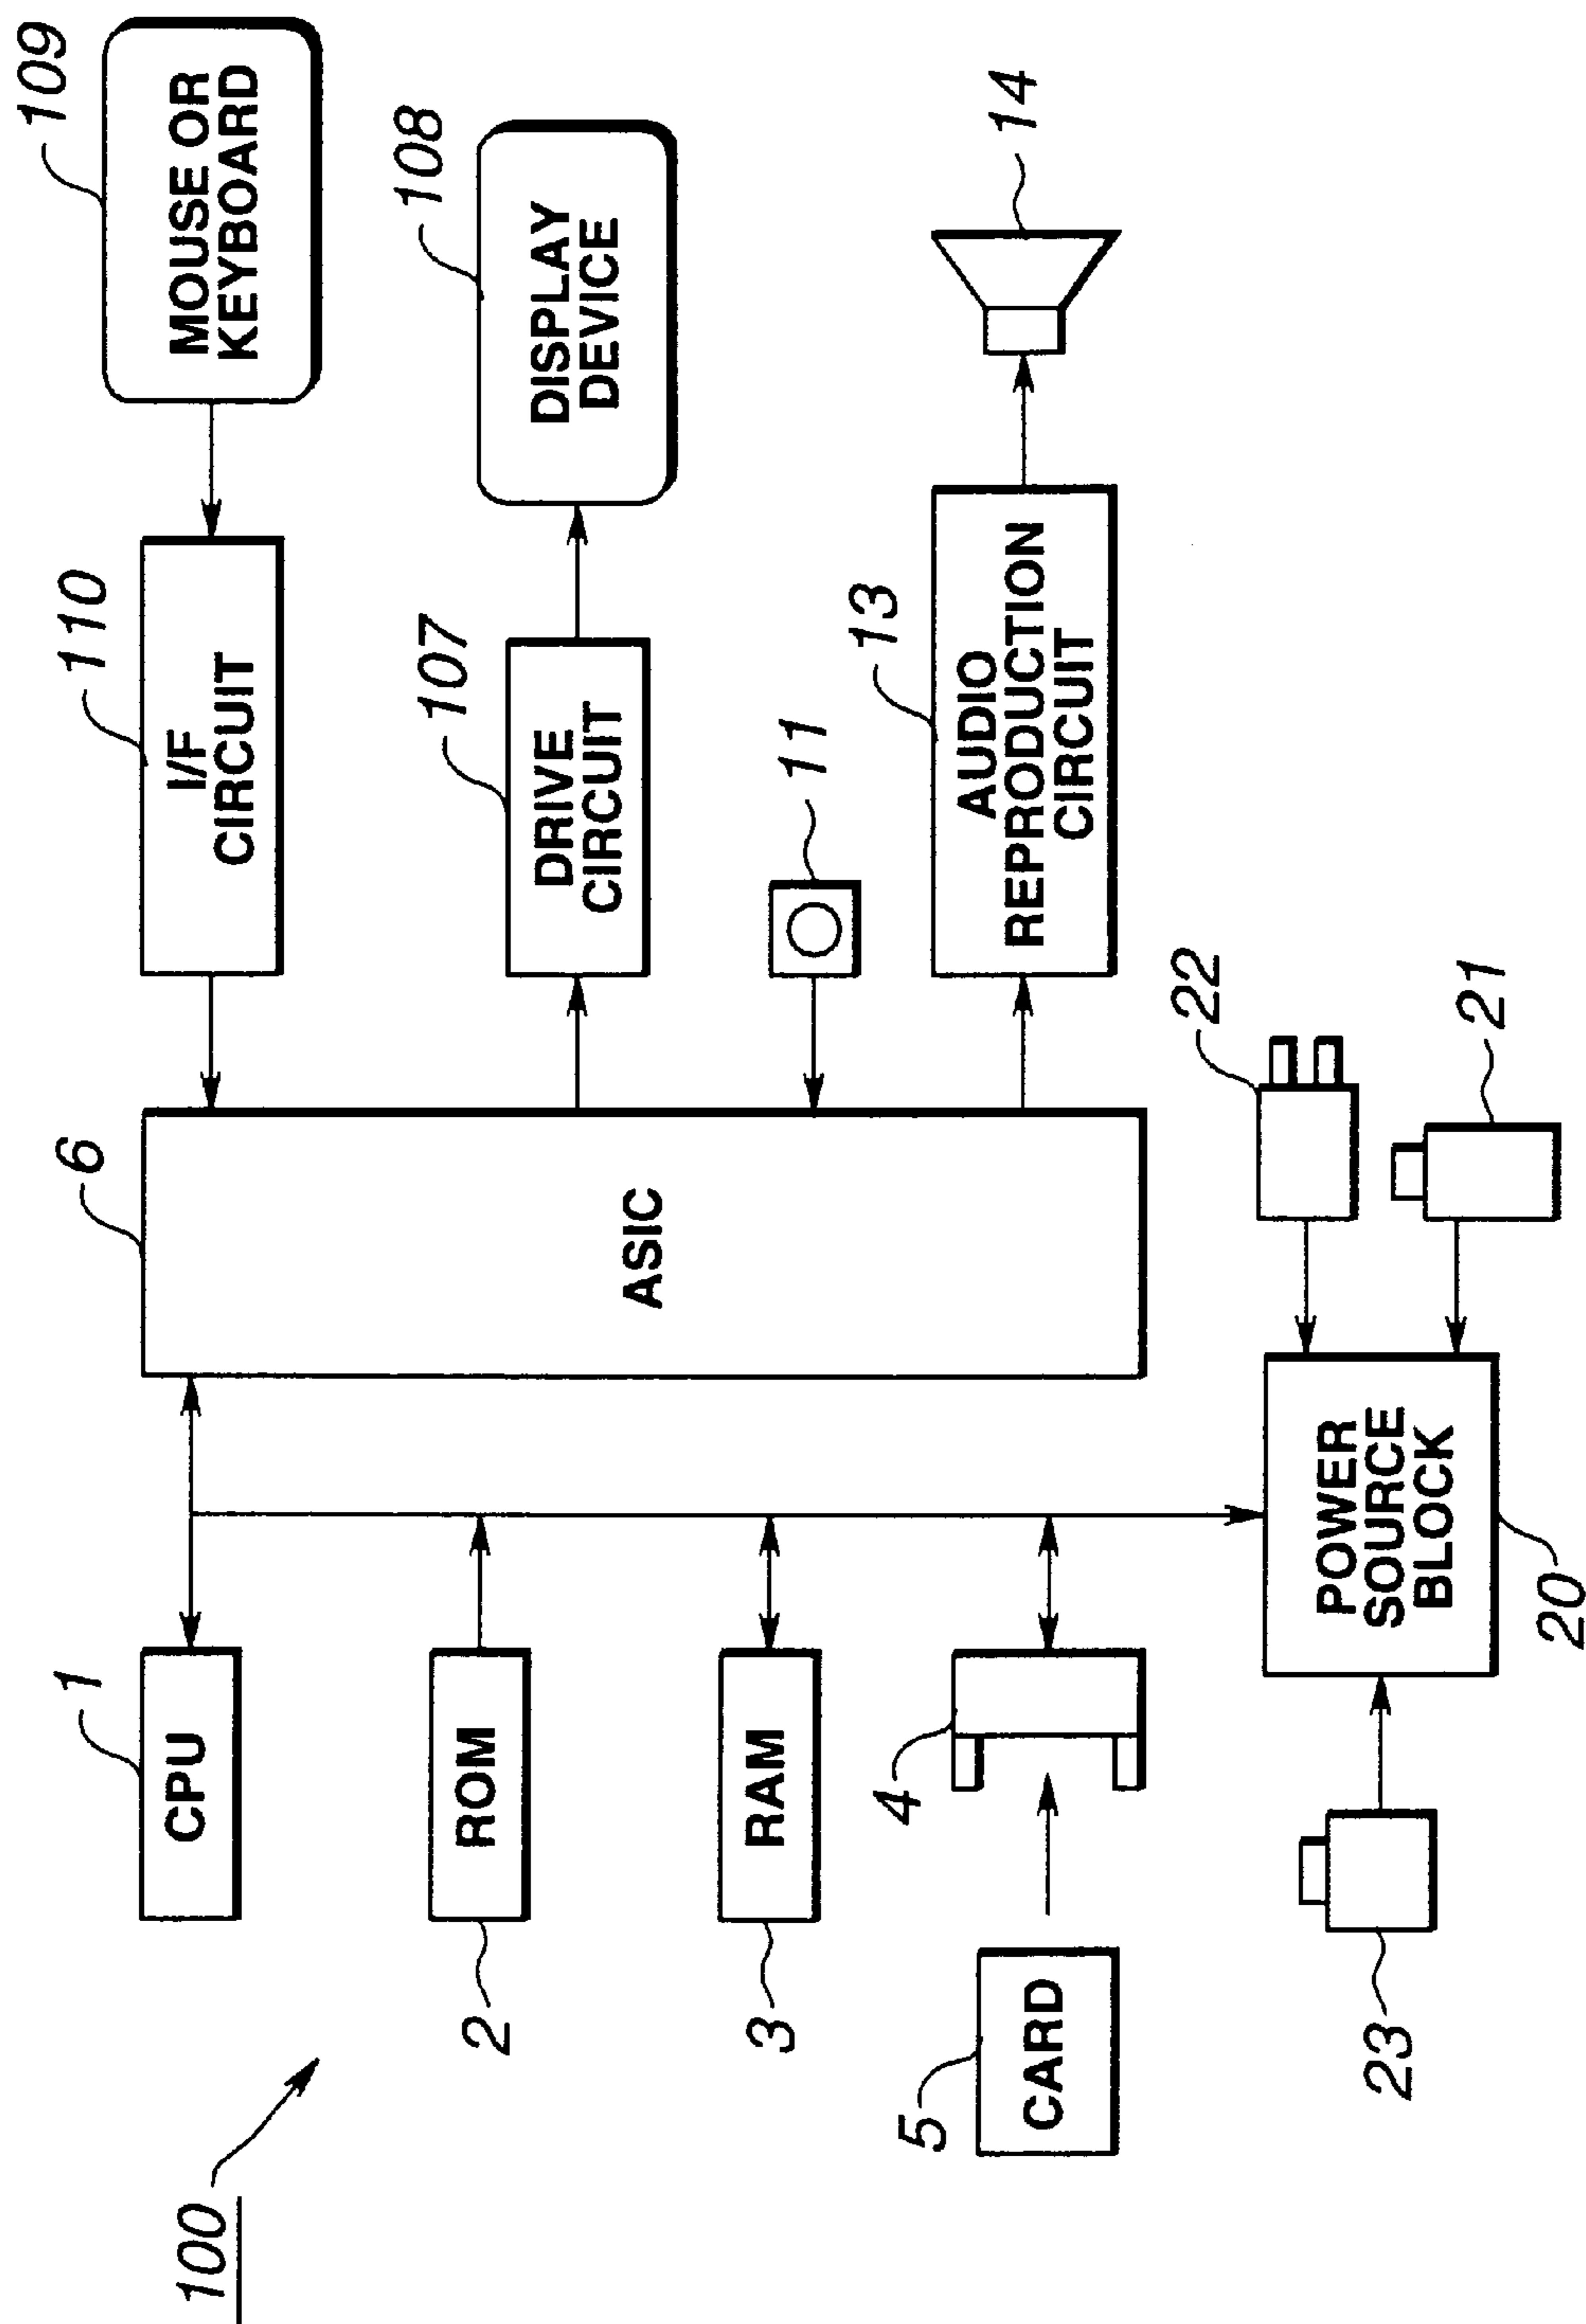 100
1
CPU
2
ROM
3
RAM
4
5
CARD
6
ASIC
110
I/F
CIRCUIT
109
MOUSE OR
KEYBOARD
107
DRIVE
CIRCUIT
108
DISPLAY
DEVICE
11
13
AUDIO
REPRODUCTION
CIRCUIT
14
23
POWER
SOURCE
BLOCK
20
22
21